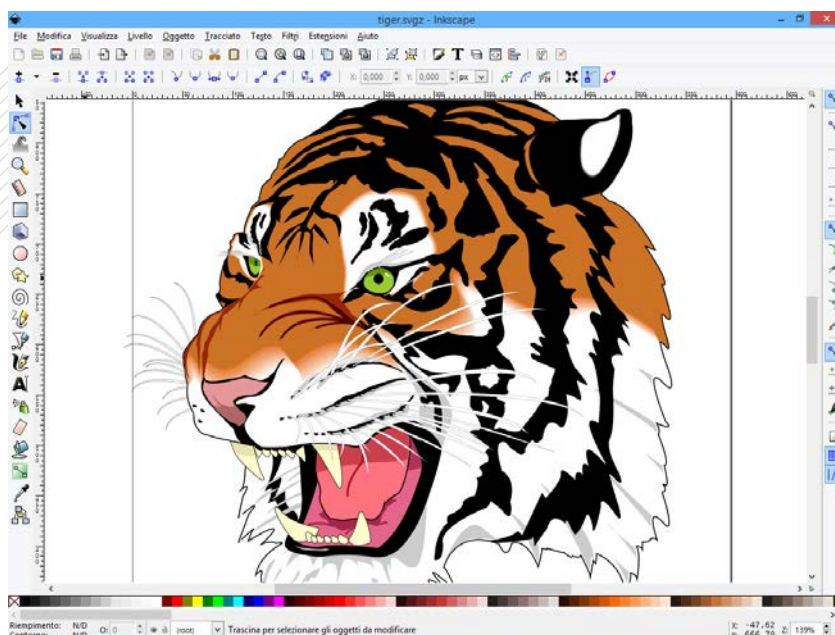 tiger.svgz - Inkscape
File Modifica Visualizza Livello Oggetto Tracciato Testo Filtri Estensioni Aiuto
X: 0,000 Y: 0,000 px
Riempimento: N/D O: 0 (root) Trascina per selezionare gli oggetti da modificare X: -47,62 Z: 139%
Contorno: N/D